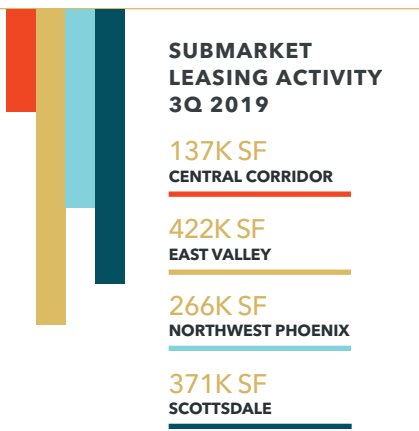 SUBMARKET
LEASING ACTIVITY
3Q 2019
137K SF
CENTRAL CORRIDOR
422K SF
EAST VALLEY
266K SF
NORTHWEST PHOENIX
371K SF
SCOTTSDALE